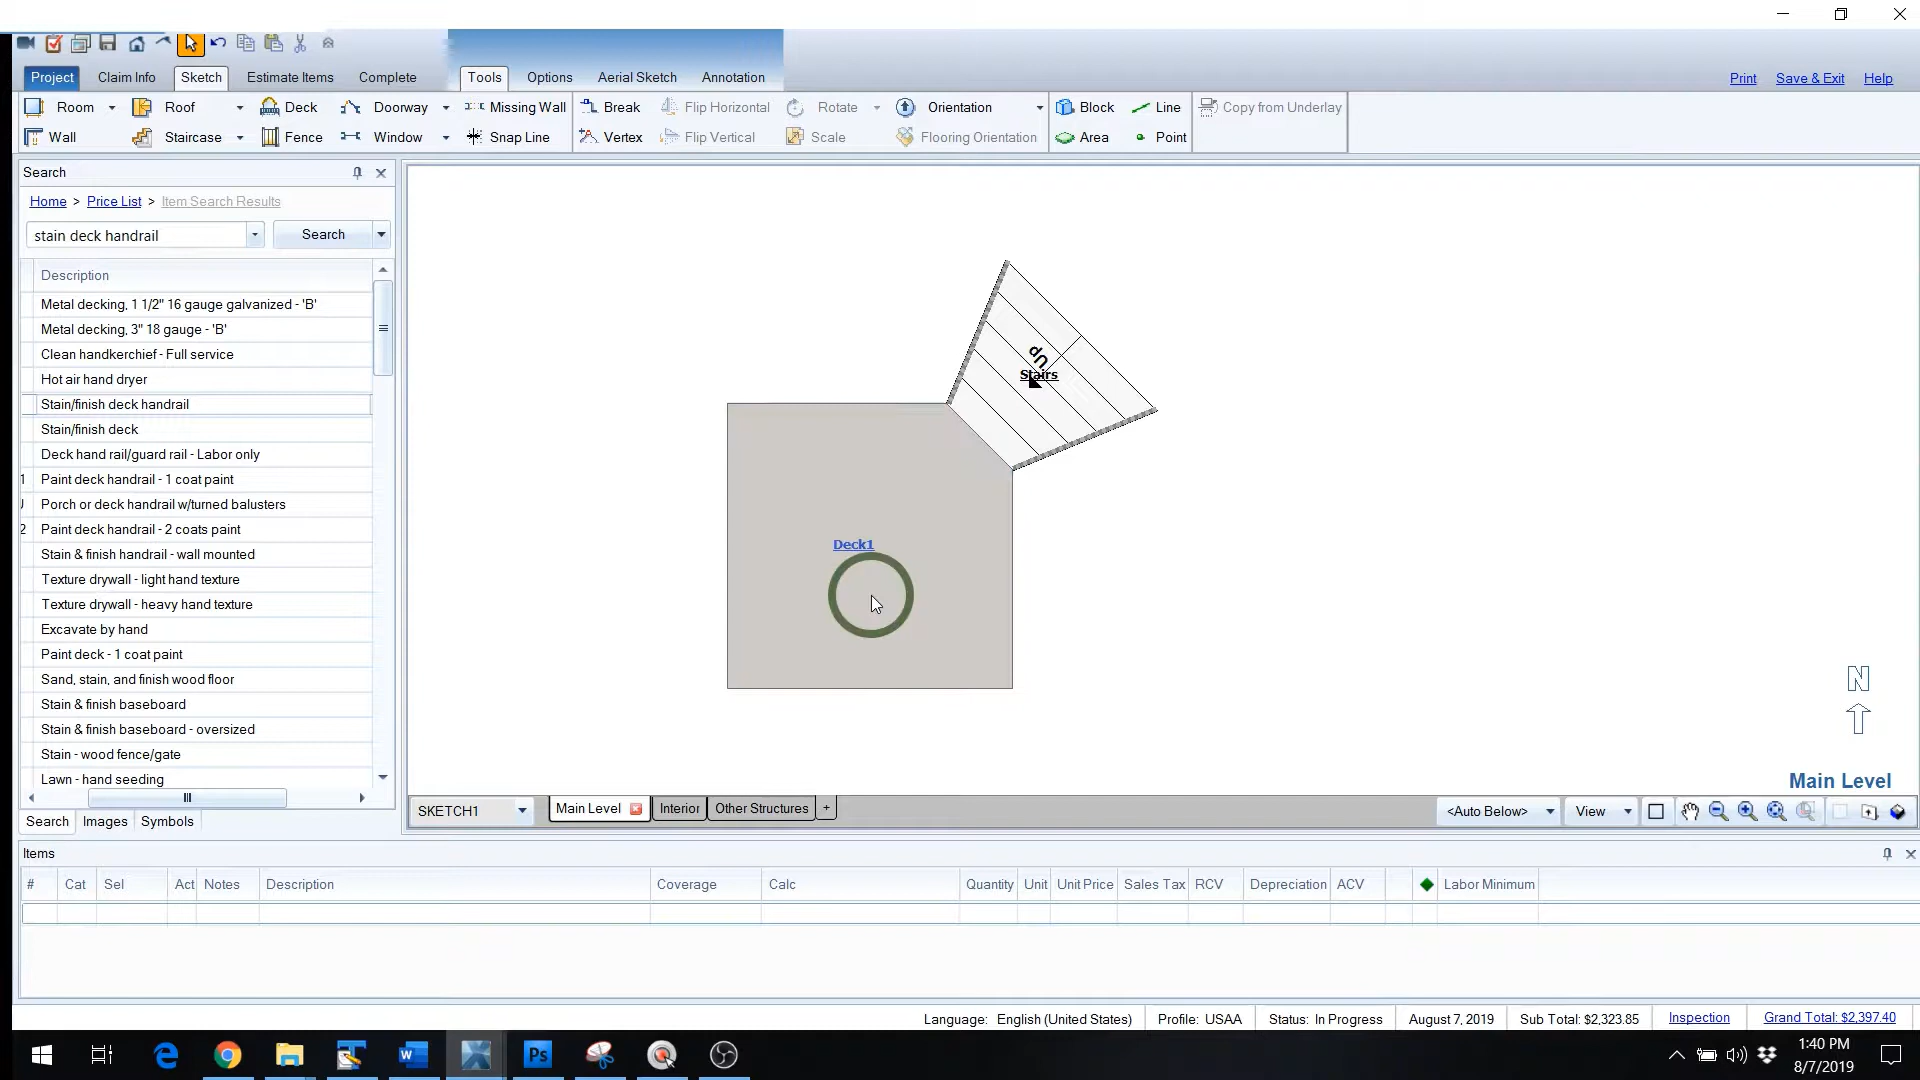 Project Claim Info Sketch Estimate Items Complete Tools Options Aerial Sketch Annotation Print Save & Exit Help
Room Roof Deck Doorway Missing Wall Break Flip Horizontal Rotate Orientation Block Line Copy from Underlay
Wall Staircase Fence Window Snap Line Vertex Flip Vertical Scale Flooring Orientation Area Point
Search
Home > Price List > Item Search Results
stain deck handrail Search
Description
Metal decking, 1 1/2" 16 gauge galvanized - 'B'
Metal decking, 3" 18 gauge - 'B'
Clean handkerchief - Full service
Hot air hand dryer
Stain/finish deck handrail
Stain/finish deck
Deck hand rail/guard rail - Labor only
1 Paint deck handrail - 1 coat paint
Porch or deck handrail w/turned balusters
2 Paint deck handrail - 2 coats paint
Stain & finish handrail - wall mounted
Texture drywall - light hand texture
Texture drywall - heavy hand texture
Excavate by hand
Paint deck - 1 coat paint
Sand, stain, and finish wood floor
Stain & finish baseboard
Stain & finish baseboard - oversized
Stain - wood fence/gate
Lawn - hand seeding
Search Images Symbols
Up
Stairs
Deck1
N
Main Level
SKETCH1 Main Level Interior Other Structures + <Auto Below> View
Items
# Cat Sel Act Notes Description Coverage Calc Quantity Unit Unit Price Sales Tax RCV Depreciation ACV Labor Minimum
Language: English (United States) Profile: USAA Status: In Progress August 7, 2019 Sub Total: $2,323.85 Inspection Grand Total: $2,397.40
W Ps 1:40 PM
8/7/2019